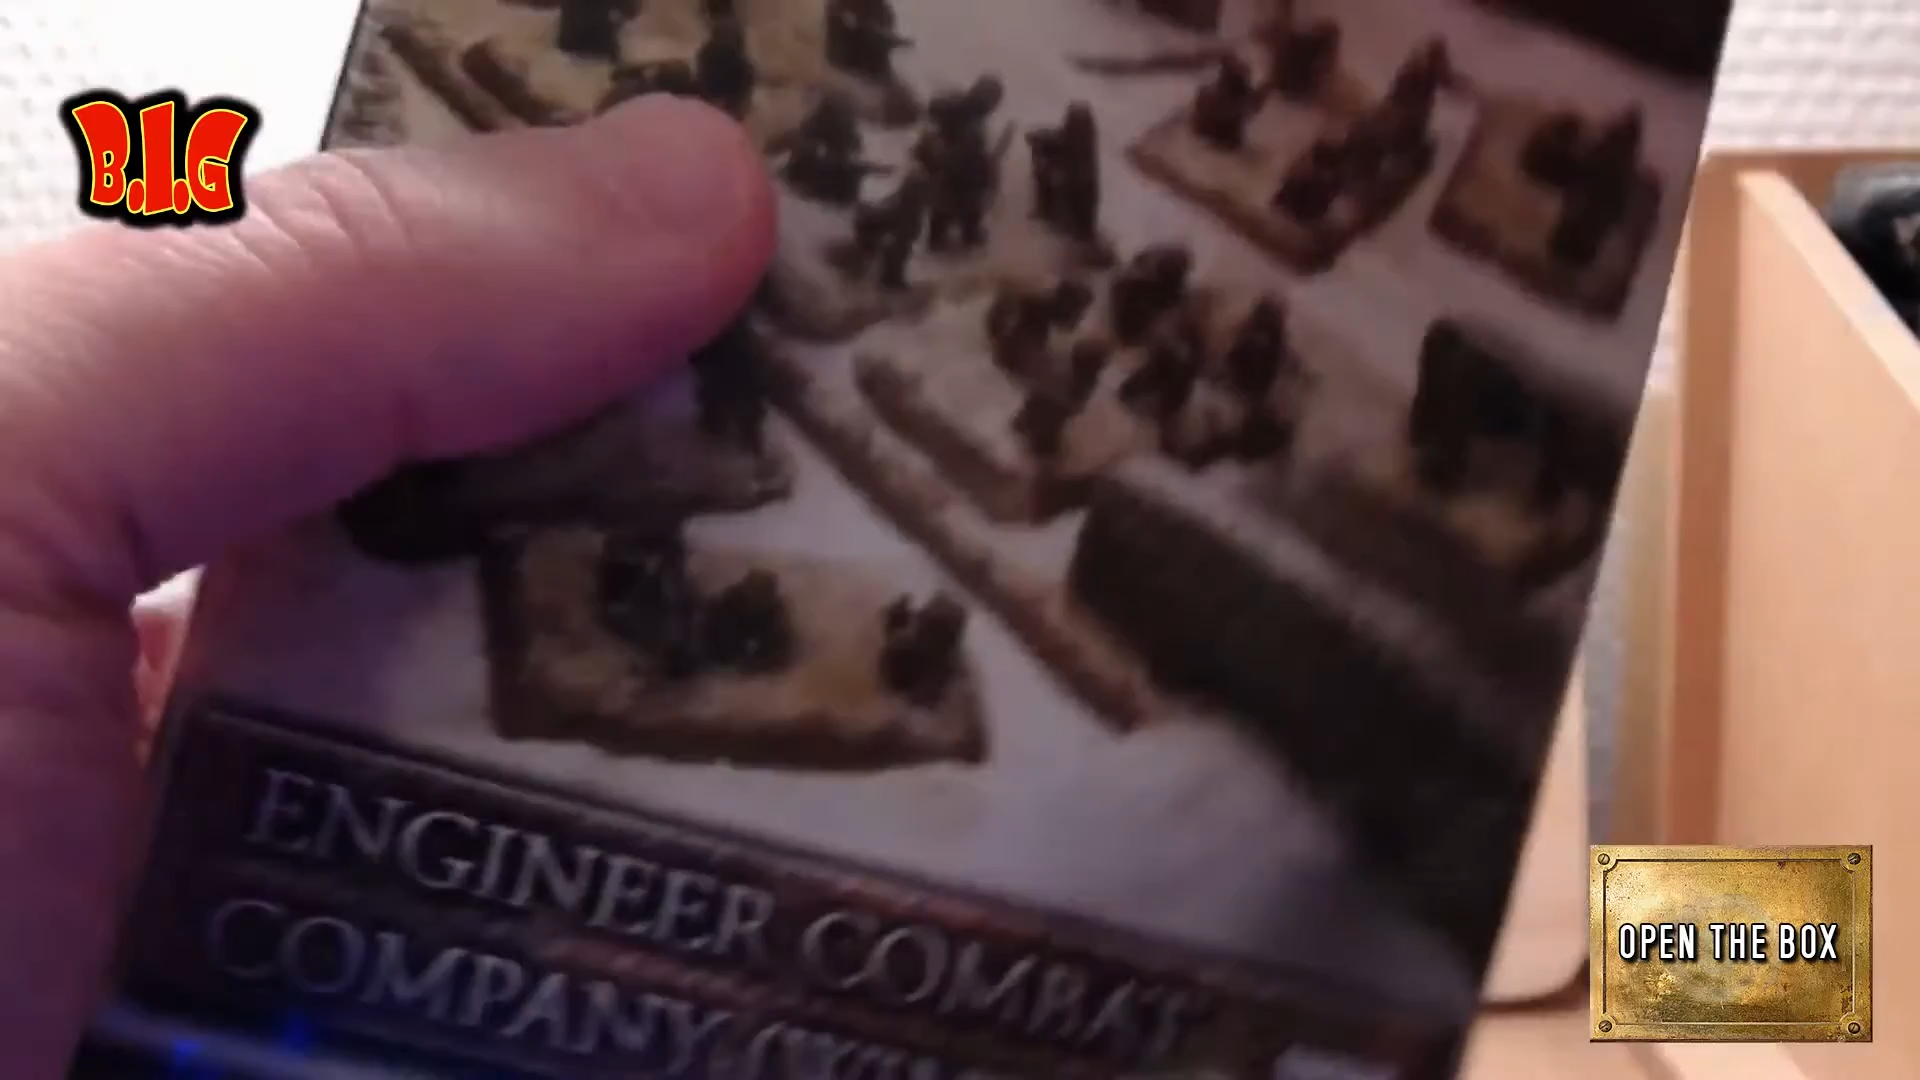 B.I.G
ENGINEER COMBAT
COMPANY
OPEN THE BOX